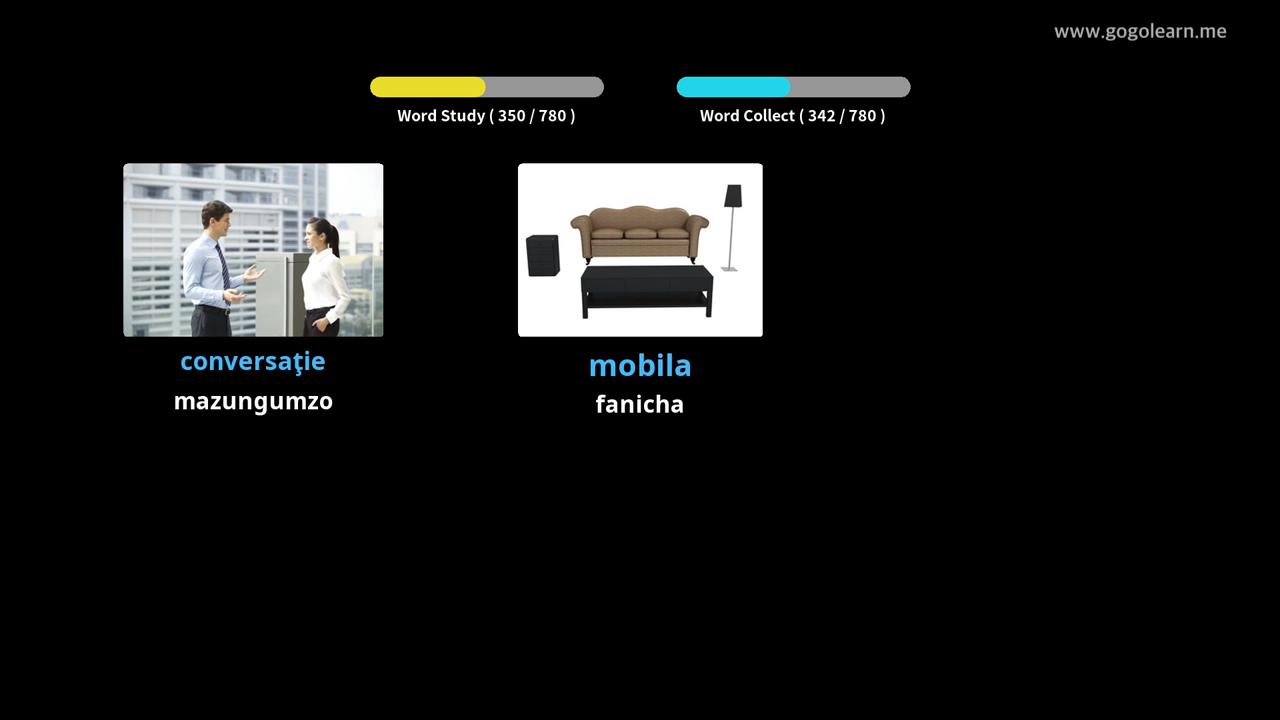 www.gogolearn.me
Word Study ( 350 / 780 )
Word Collect ( 342 / 780 )
conversaţie
mazungumzo
mobila
fanicha